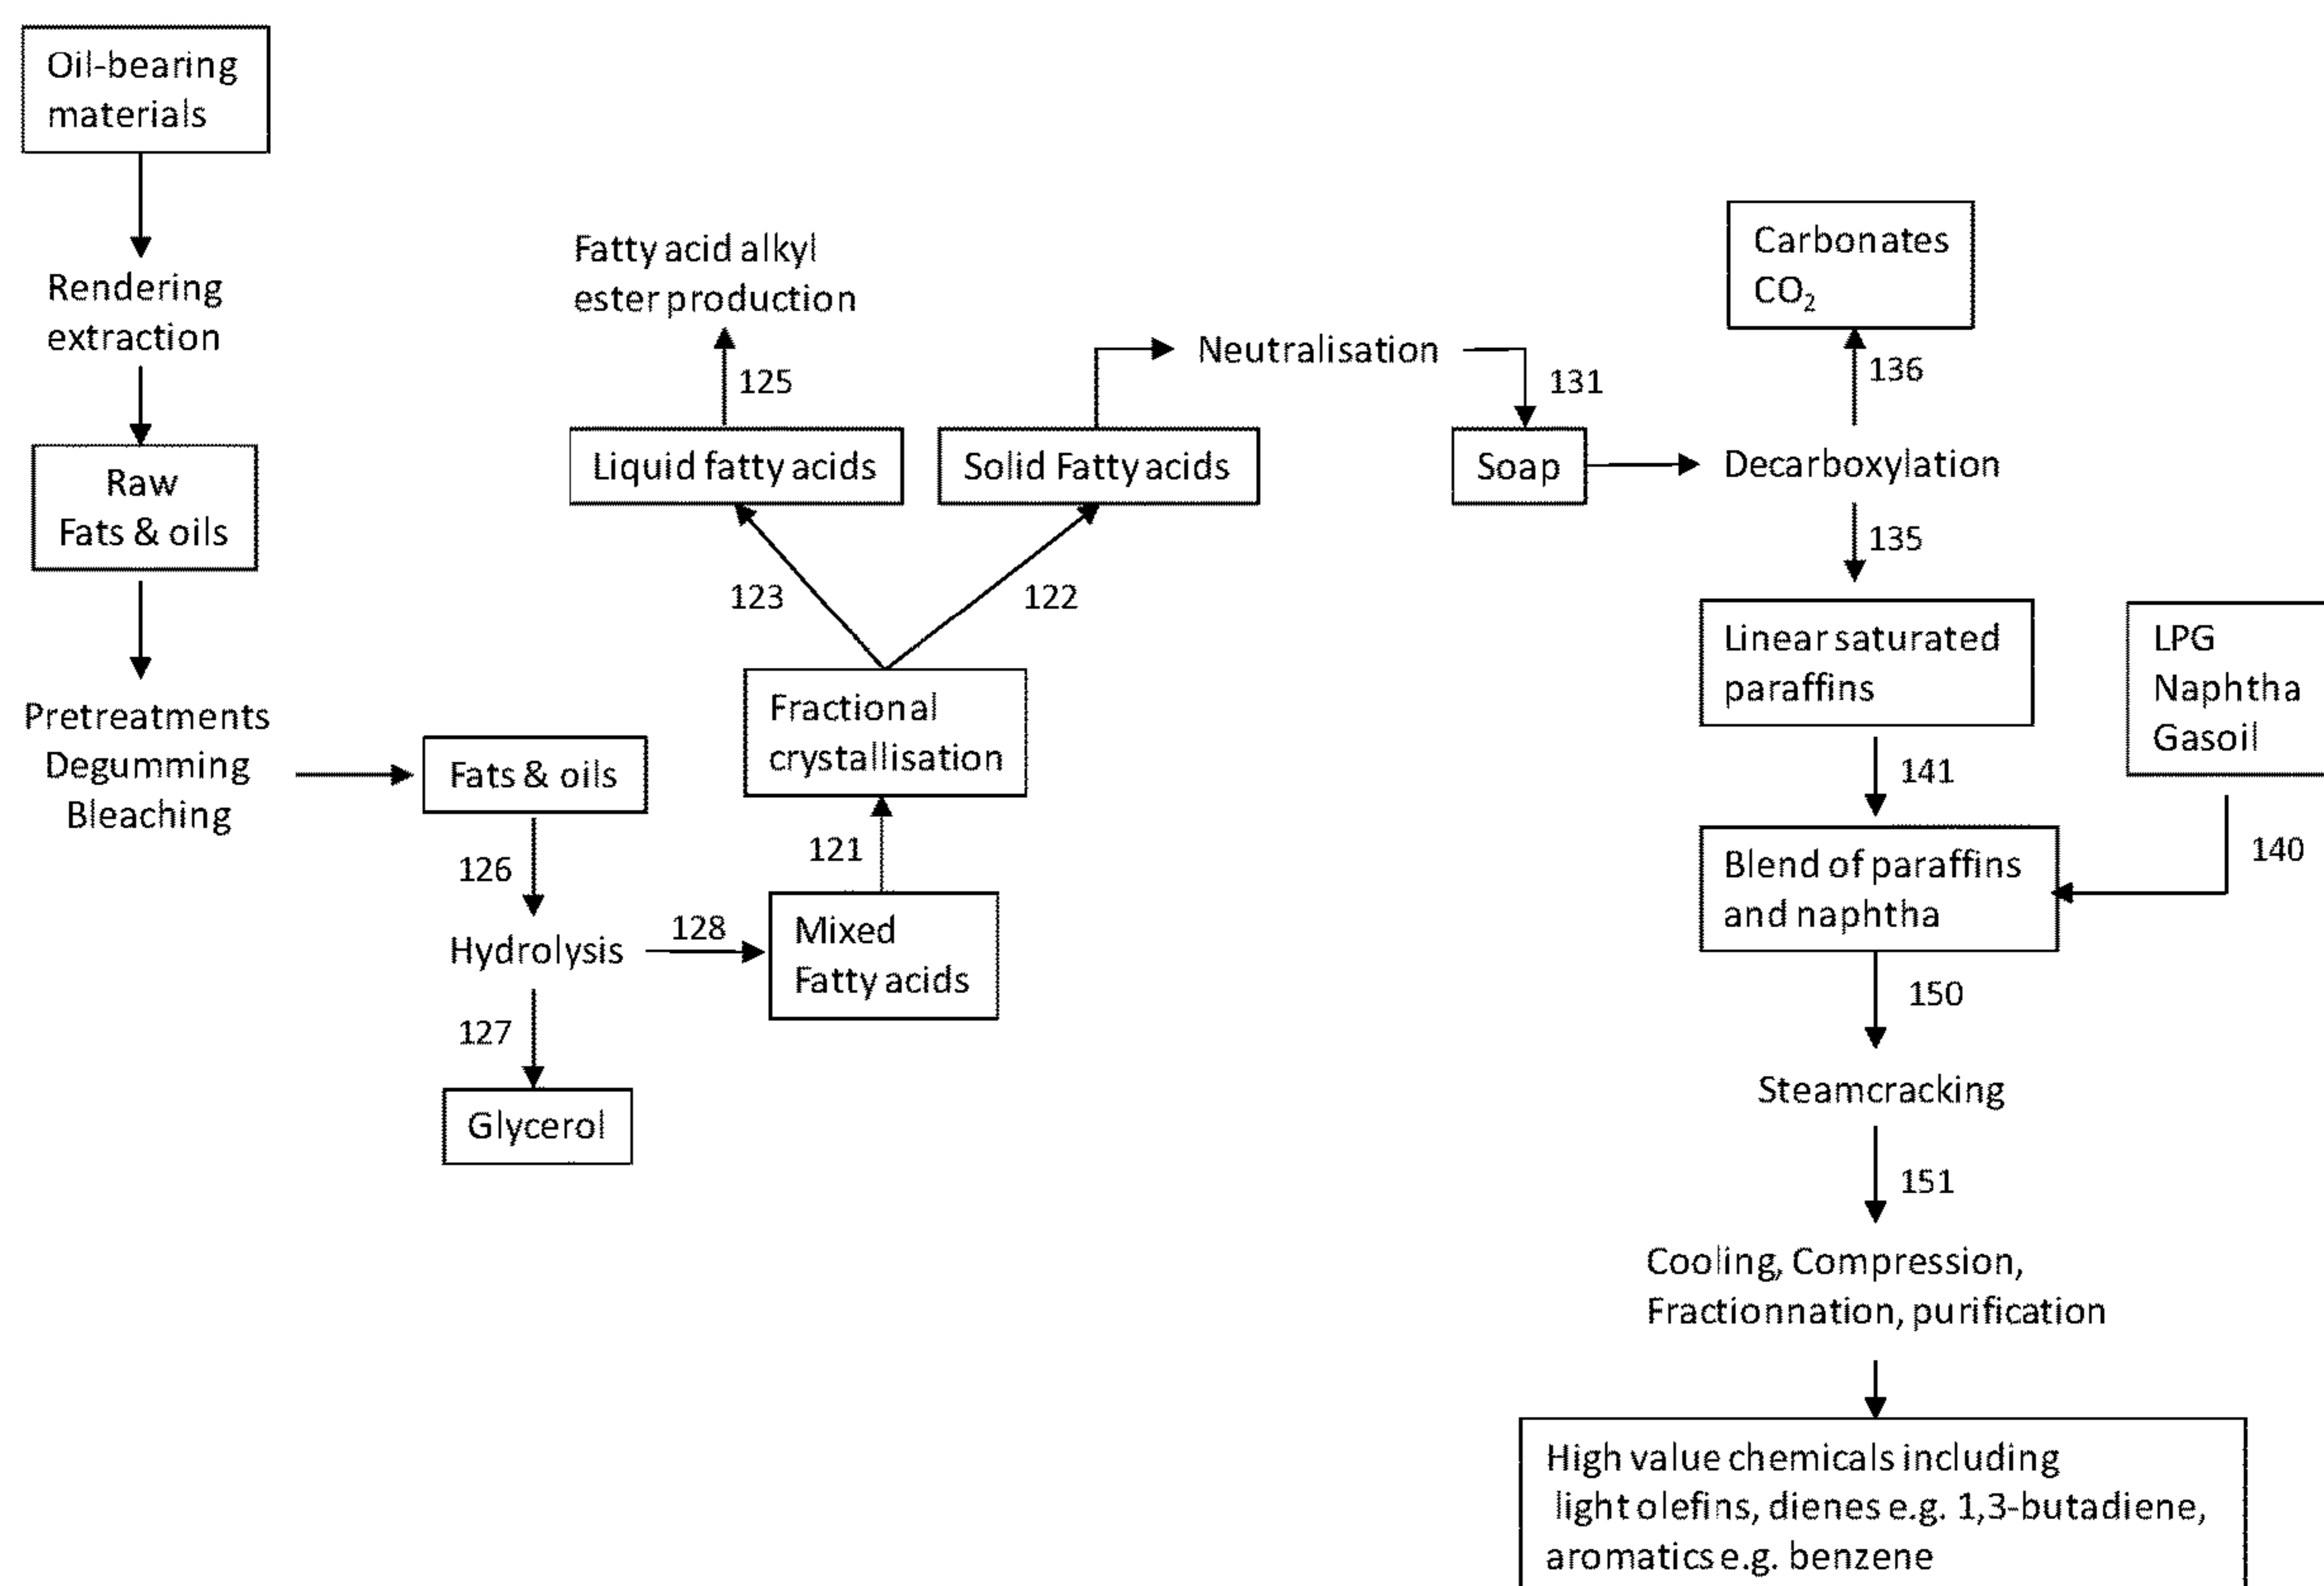 Oil-bearing
materials
Rendering
extraction
Raw
Fats & oils
Pretreatments
Degumming
Bleaching
Fats & oils
126
Hydrolysis
127
Glycerol
128
Mixed
Fatty acids
121
Fractional
crystallisation
123
122
Liquid fatty acids
125
Fatty acid alkyl
ester production
Solid Fatty acids
Neutralisation
131
Soap
Decarboxylation
136
Carbonates
CO₂
135
Linear saturated
paraffins
141
LPG
Naphtha
Gasoil
140
Blend of paraffins
and naphtha
150
Steamcracking
151
Cooling, Compression,
Fractionnation, purification
High value chemicals including
light olefins, dienes e.g. 1,3-butadiene,
aromatics e.g. benzene